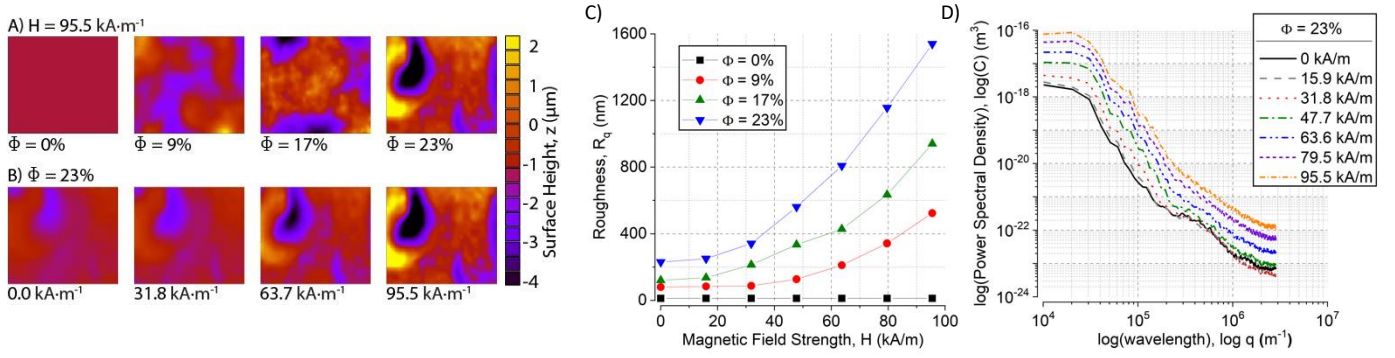 A) H = 95.5 kA·m⁻¹
Φ = 0%
Φ = 9%
Φ = 17%
Φ = 23%
B) Φ = 23%
0.0 kA·m⁻¹
31.8 kA·m⁻¹
63.7 kA·m⁻¹
95.5 kA·m⁻¹
2
1
0
-1
-2
-3
-4
Surface Height, z (μm)
C)
1600
1200
800
400
0
Roughness, Rq (nm)
Φ = 0%
Φ = 9%
Φ = 17%
Φ = 23%
0 20 40 60 80 100
Magnetic Field Strength, H (kA/m)
D)
10⁻¹⁶
10⁻¹⁸
10⁻²⁰
10⁻²²
10⁻²⁴
log(Power Spectral Density), log(C) (m³)
Φ = 23%
0 kA/m
15.9 kA/m
31.8 kA/m
47.7 kA/m
63.6 kA/m
79.5 kA/m
95.5 kA/m
10⁴ 10⁵ 10⁶ 10⁷
log(wavelength), log q (m⁻¹)